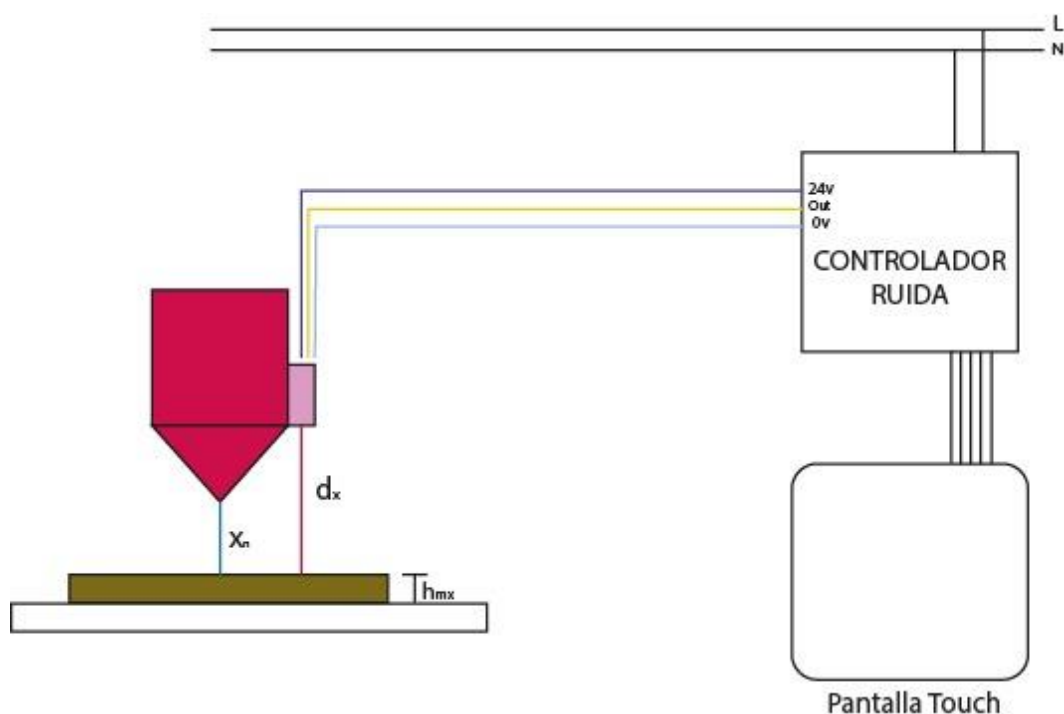 L
N
24v
Out
0v
CONTROLADOR
RUIDA
dx
Xn
hmx
Pantalla Touch